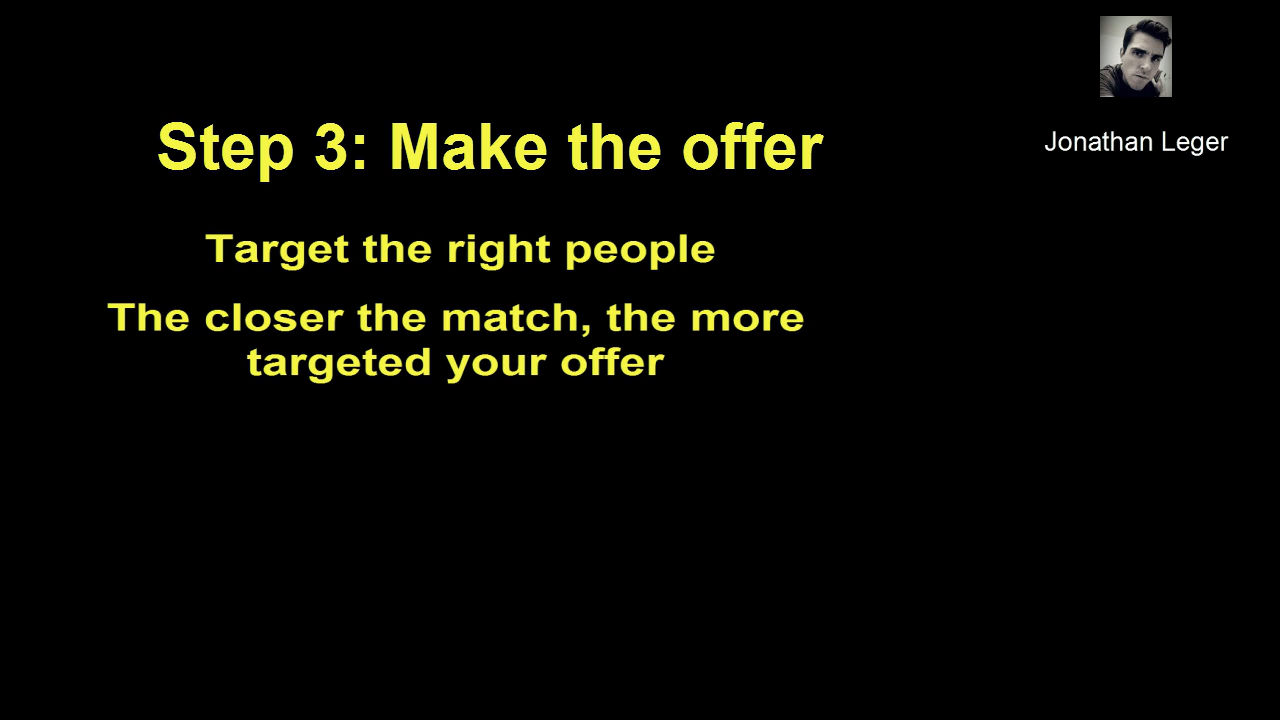 Step 3: Make the offer
Jonathan Leger
Target the right people
The closer the match, the more
targeted your offer